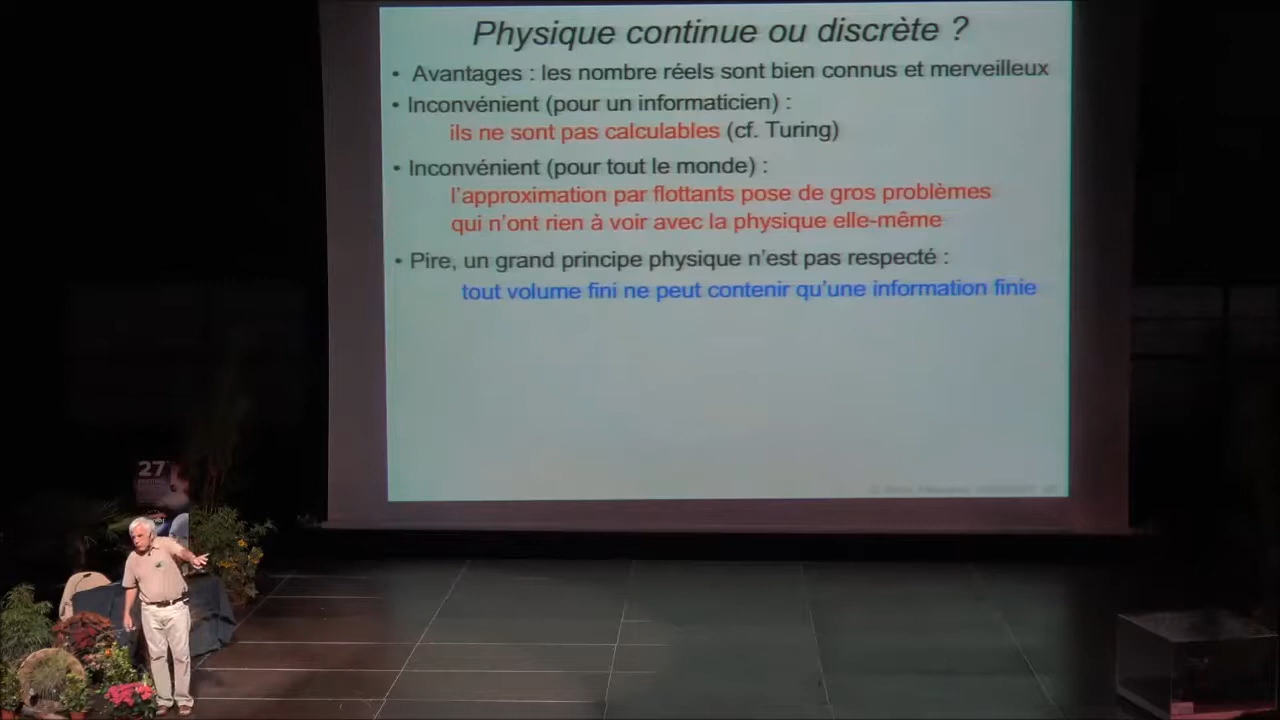 Physique continue ou discrète ?
• Avantages : les nombre réels sont bien connus et merveilleux
• Inconvénient (pour un informaticien) :
ils ne sont pas calculables (cf. Turing)
• Inconvénient (pour tout le monde) :
l'approximation par flottants pose de gros problèmes
qui n'ont rien à voir avec la physique elle-même
• Pire, un grand principe physique n'est pas respecté :
tout volume fini ne peut contenir qu'une information finie
27